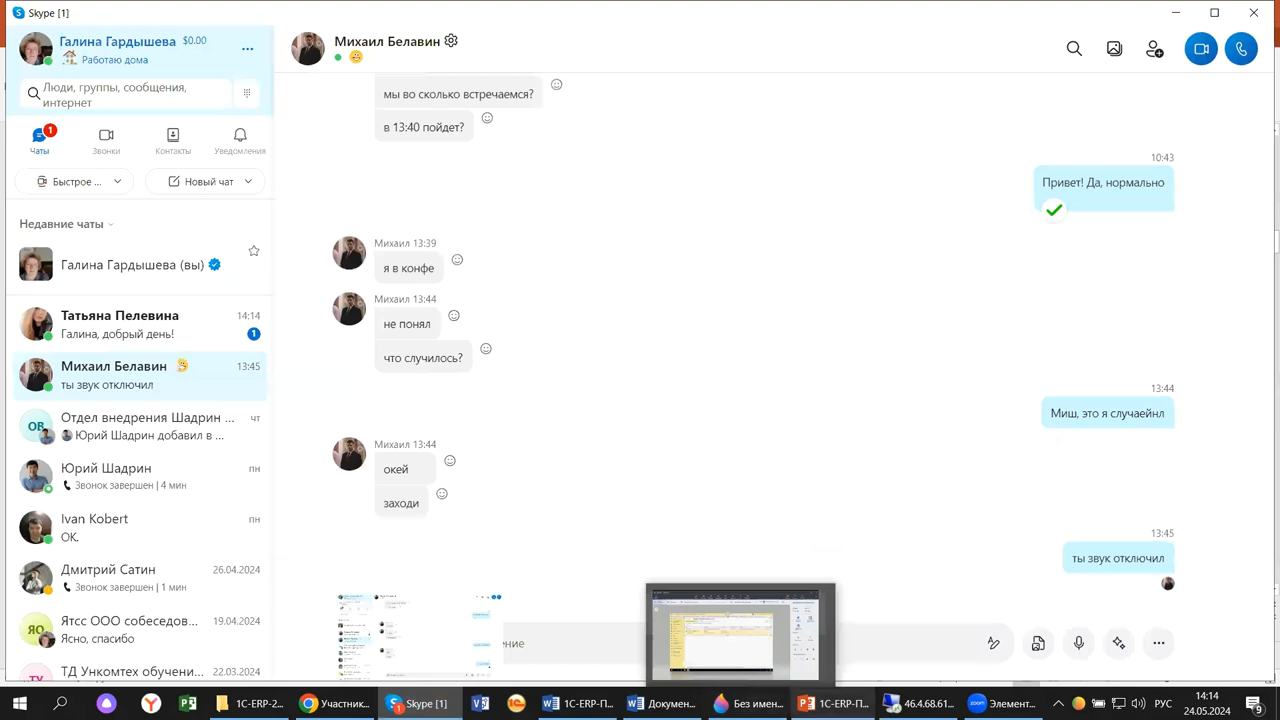 Skype [1]
Галина Гардышева $0.00
Работаю дома
Люди, группы, сообщения,
интернет
1
Чаты Звонки Контакты Уведомления
Быстрое ... Новый чат
Недавние чаты
Галина Гардышева (вы)
Татьяна Пелевина 14:14
Галина, добрый день! 1
Михаил Белавин 13:45
ты звук отключил
ОВ Отдел внедрения Шадрин ... чт
Юрий Шадрин добавил в ...
Юрий Шадрин пн
Звонок завершен | 4 мин
Ivan Kobert пн
OK.
Дмитрий Сатин 26.04.2024
Звонок завершен | 1 мин
ЯО Ятсс ООО собеседов... 19.04.2024
Ясно, спасибо
Тудодемтех обучени... 22.03.2024
Михаил Белавин
мы во сколько встречаемся?
в 13:40 пойдет?
10:43
Привет! Да, нормально
Михаил 13:39
я в конфе
Михаил 13:44
не понял
что случилось?
13:44
Миш, это я случаейнл
Михаил 13:44
окей
заходи
13:45
ты звук отключил
1С-ERP-2... Участник... Skype [1] 1С-ERP-П... Докумен... Без имен... 1С-ERP-П... 46.4.68.61... Элемент... РУС 14:14
24.05.2024